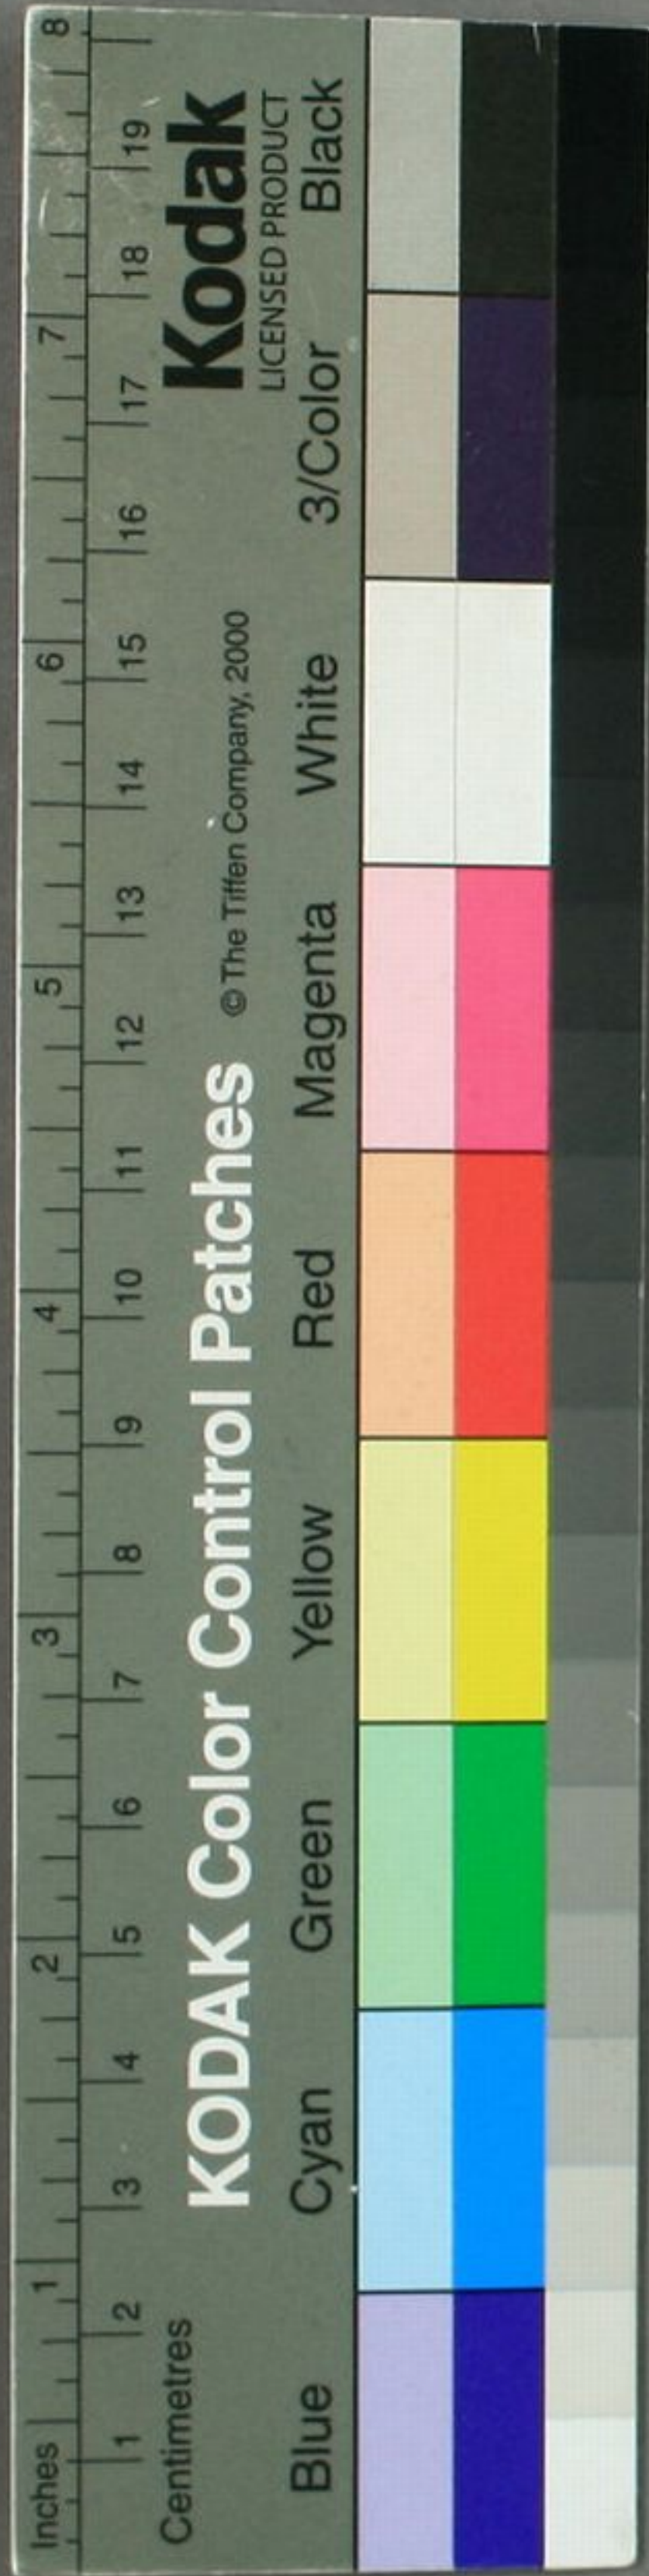 Inches 1 2 3 4 5 6 7 8
1 2 3 4 5 6 7 8 9 10 11 12 13 14 15 16 17 18 19
Centimetres
KODAK Color Control Patches
© The Tiffen Company, 2000
Kodak
LICENSED PRODUCT
Blue Cyan Green Yellow Red Magenta White 3/Color Black